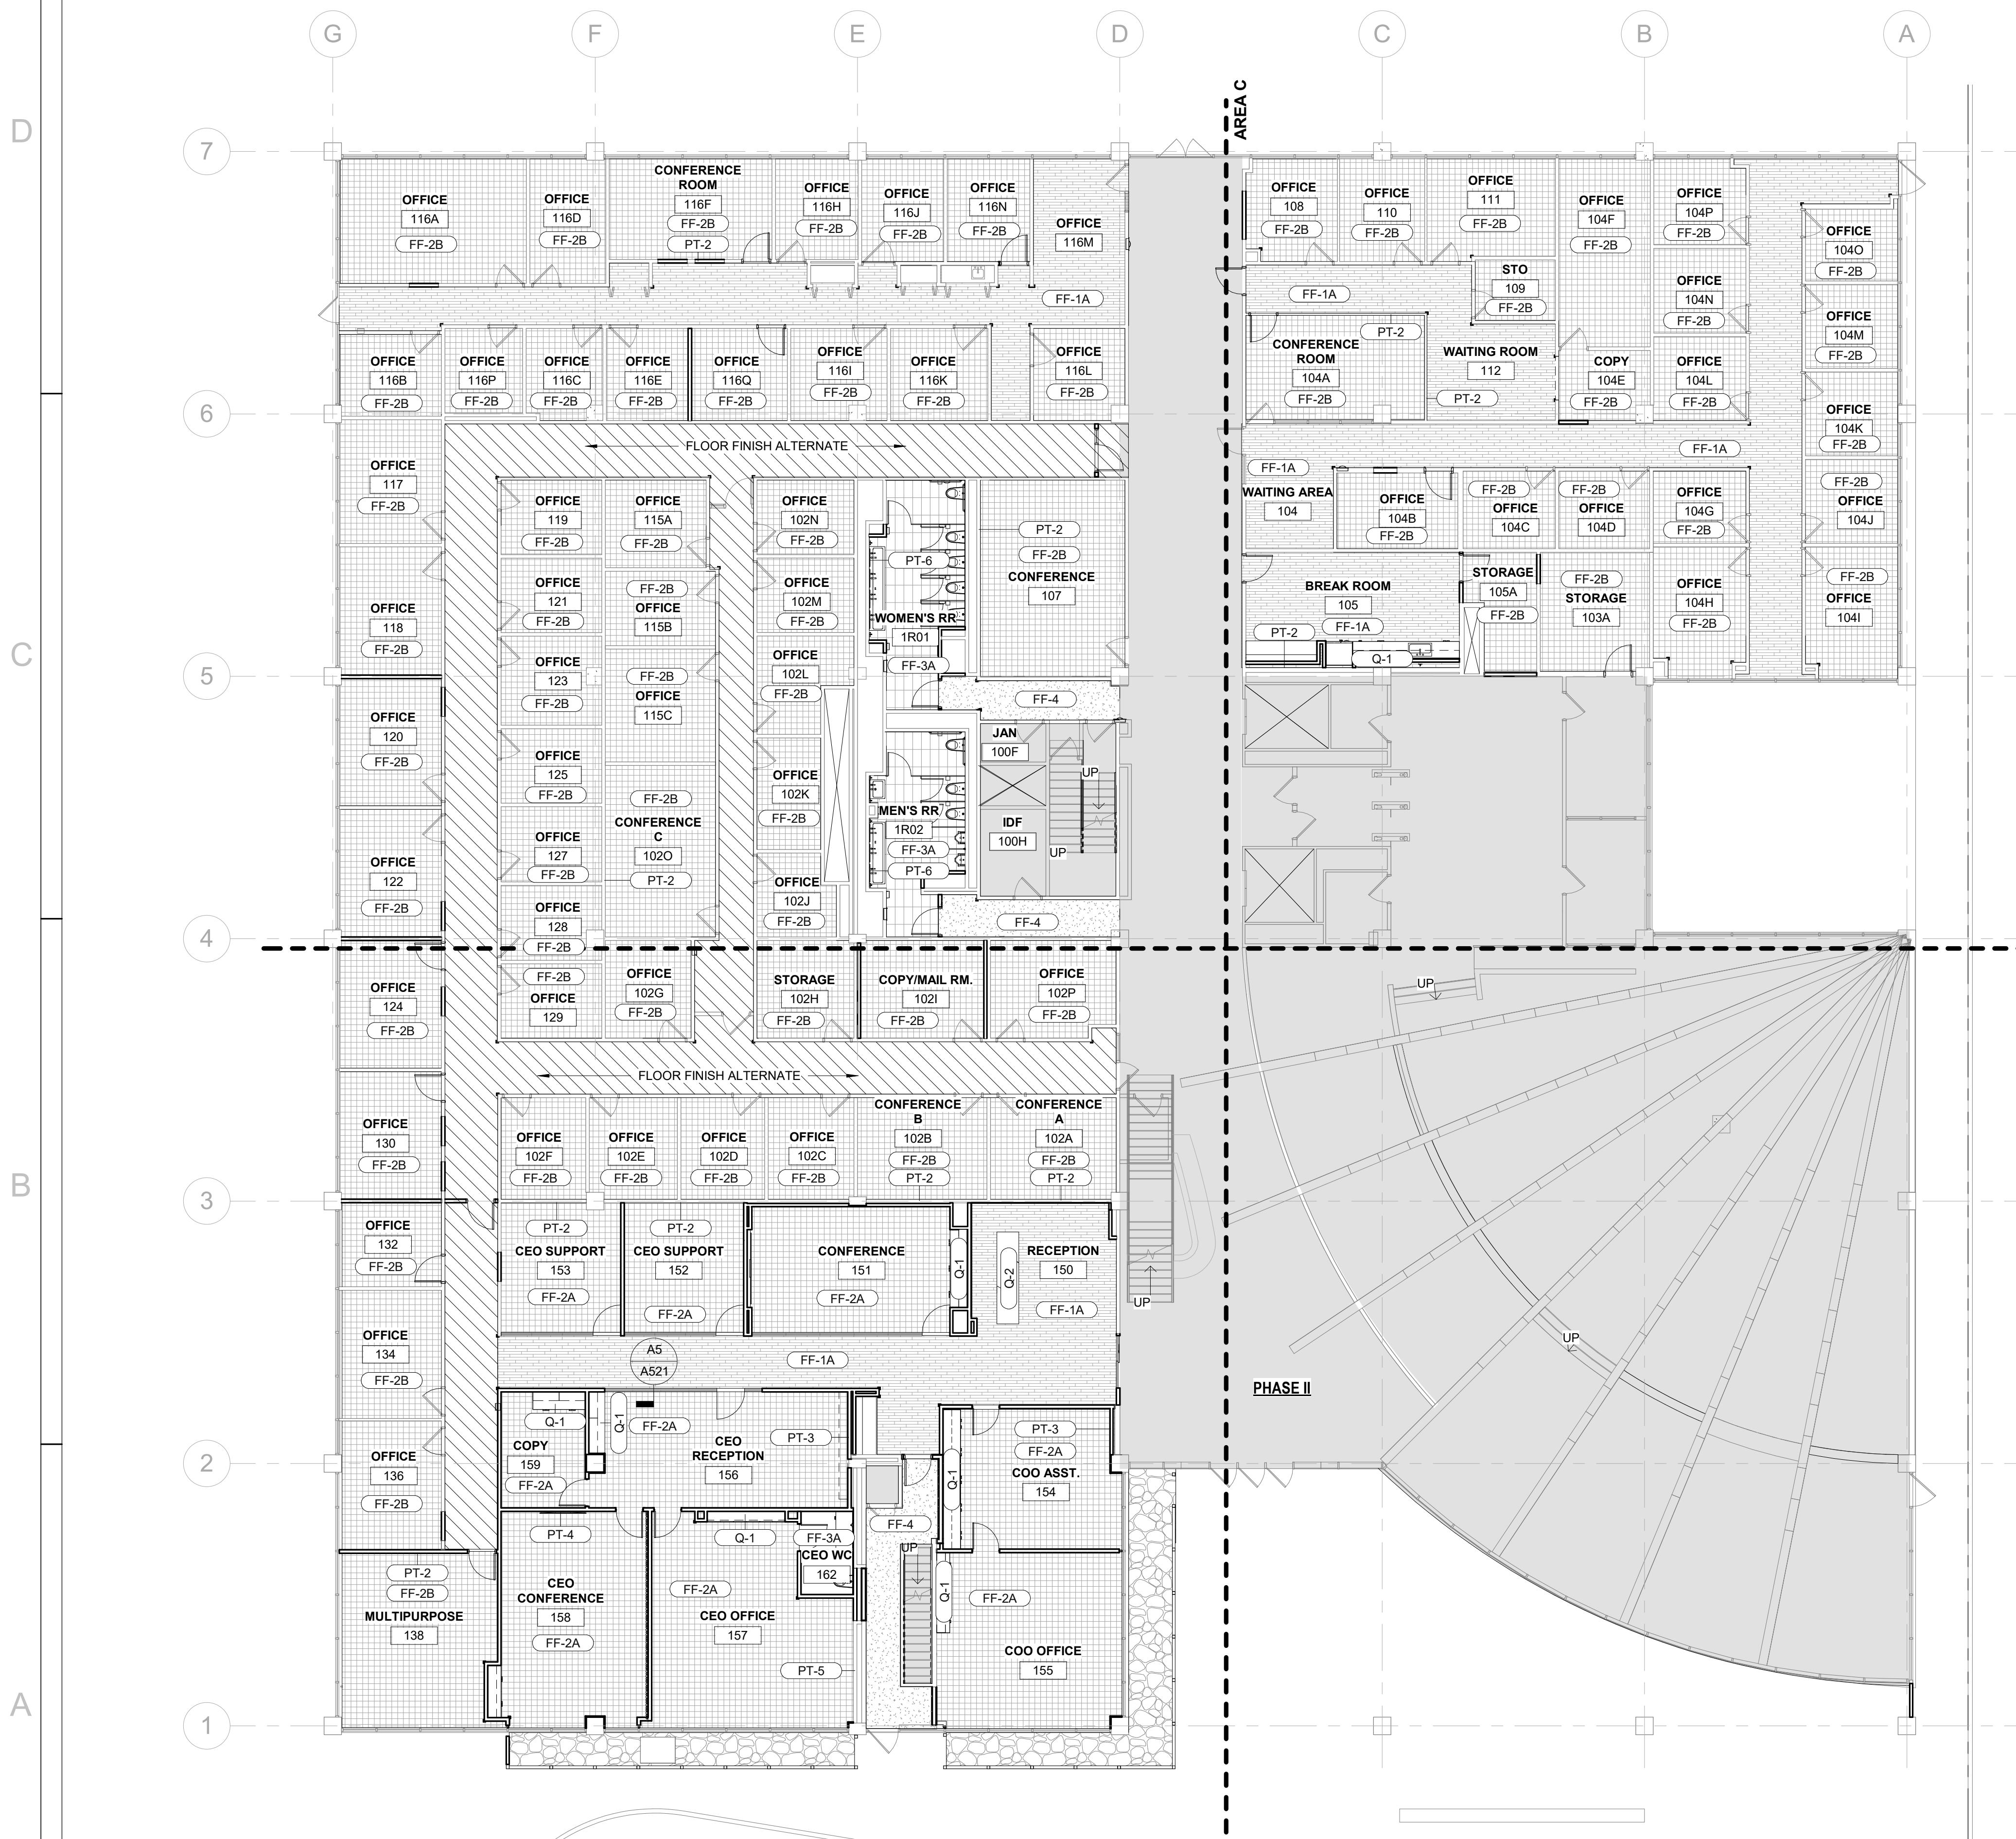 G
F
E
D
C
B
A
D
C
B
A
7
6
5
4
3
2
1
AREA C
OFFICE
116A
FF-2B
OFFICE
116D
FF-2B
CONFERENCE
ROOM
116F
FF-2B
PT-2
OFFICE
116H
FF-2B
OFFICE
116J
FF-2B
OFFICE
116N
FF-2B
OFFICE
116M
FF-1A
OFFICE
108
FF-2B
OFFICE
110
FF-2B
OFFICE
111
FF-2B
OFFICE
104F
FF-2B
OFFICE
104P
FF-2B
OFFICE
104O
FF-2B
STO
109
FF-2B
FF-1A
OFFICE
104N
FF-2B
OFFICE
104M
FF-2B
OFFICE
116B
FF-2B
OFFICE
116P
FF-2B
OFFICE
116C
FF-2B
OFFICE
116E
FF-2B
OFFICE
116Q
FF-2B
OFFICE
116I
FF-2B
OFFICE
116K
FF-2B
OFFICE
116L
FF-2B
PT-2
CONFERENCE
ROOM
104A
FF-2B
WAITING ROOM
112
PT-2
COPY
104E
FF-2B
OFFICE
104L
FF-2B
OFFICE
104K
FF-2B
FLOOR FINISH ALTERNATE
FF-1A
FF-1A
WAITING AREA
104
OFFICE
104B
FF-2B
FF-2B
OFFICE
104C
FF-2B
OFFICE
104D
OFFICE
104G
FF-2B
FF-2B
OFFICE
104J
OFFICE
117
FF-2B
OFFICE
119
FF-2B
OFFICE
115A
FF-2B
OFFICE
102N
FF-2B
PT-6
WOMEN'S RR
1R01
FF-3A
PT-2
FF-2B
CONFERENCE
107
BREAK ROOM
105
FF-1A
PT-2
Q-1
STORAGE
105A
FF-2B
FF-2B
STORAGE
103A
OFFICE
104H
FF-2B
FF-2B
OFFICE
104I
OFFICE
118
FF-2B
OFFICE
121
FF-2B
FF-2B
OFFICE
115B
OFFICE
102M
FF-2B
OFFICE
123
FF-2B
FF-2B
OFFICE
115C
OFFICE
102L
FF-2B
FF-4
OFFICE
120
FF-2B
OFFICE
125
FF-2B
OFFICE
102K
FF-2B
JAN
100F
UP
IDF
100H
UP
MEN'S RR
1R02
FF-3A
PT-6
FF-2B
CONFERENCE
C
102O
PT-2
OFFICE
122
FF-2B
OFFICE
127
FF-2B
OFFICE
102J
FF-2B
FF-4
OFFICE
128
FF-2B
OFFICE
124
FF-2B
FF-2B
OFFICE
129
OFFICE
102G
FF-2B
STORAGE
102H
FF-2B
COPY/MAIL RM.
102I
FF-2B
OFFICE
102P
FF-2B
UP
FLOOR FINISH ALTERNATE
OFFICE
130
FF-2B
OFFICE
102F
FF-2B
OFFICE
102E
FF-2B
OFFICE
102D
FF-2B
OFFICE
102C
FF-2B
CONFERENCE
B
102B
FF-2B
PT-2
CONFERENCE
A
102A
FF-2B
PT-2
OFFICE
132
FF-2B
PT-2
CEO SUPPORT
153
FF-2A
PT-2
CEO SUPPORT
152
FF-2A
CONFERENCE
151
FF-2A
Q-1
Q-2
RECEPTION
150
FF-1A
UP
UP
OFFICE
134
FF-2B
A5
A521
FF-1A
PHASE II
Q-1
COPY
159
FF-2A
Q-1
FF-2A
CEO
RECEPTION
156
PT-3
PT-3
FF-2A
COO ASST.
154
Q-1
OFFICE
136
FF-2B
PT-4
Q-1
FF-3A
CEO WC
162
FF-4
UP
PT-2
FF-2B
MULTIPURPOSE
138
CEO
CONFERENCE
158
FF-2A
FF-2A
CEO OFFICE
157
PT-5
Q-1
FF-2A
COO OFFICE
155